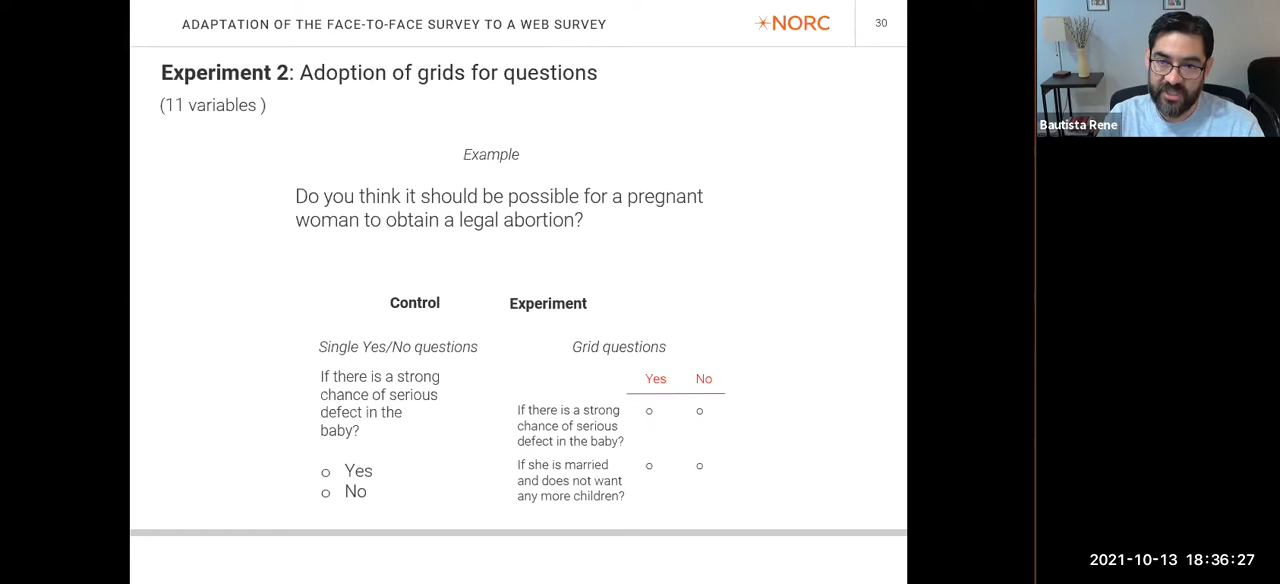 ADAPTATION OF THE FACE-TO-FACE SURVEY TO A WEB SURVEY
NORC
30
Experiment 2: Adoption of grids for questions
(11 variables )
Example
Do you think it should be possible for a pregnant
woman to obtain a legal abortion?
Control
Single Yes/No questions
If there is a strong
chance of serious
defect in the
baby?
Yes
No
Experiment
Grid questions
Yes No
If there is a strong
chance of serious
defect in the baby?
If she is married
and does not want
any more children?
Bautista Rene
2021-10-13 18:36:27